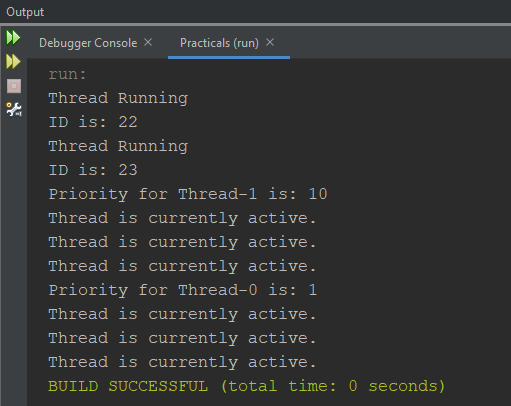 Output
Debugger Console × Practicals (run) ×
run:
Thread Running
ID is: 22
Thread Running
ID is: 23
Priority for Thread-1 is: 10
Thread is currently active.
Thread is currently active.
Thread is currently active.
Priority for Thread-0 is: 1
Thread is currently active.
Thread is currently active.
Thread is currently active.
BUILD SUCCESSFUL (total time: 0 seconds)